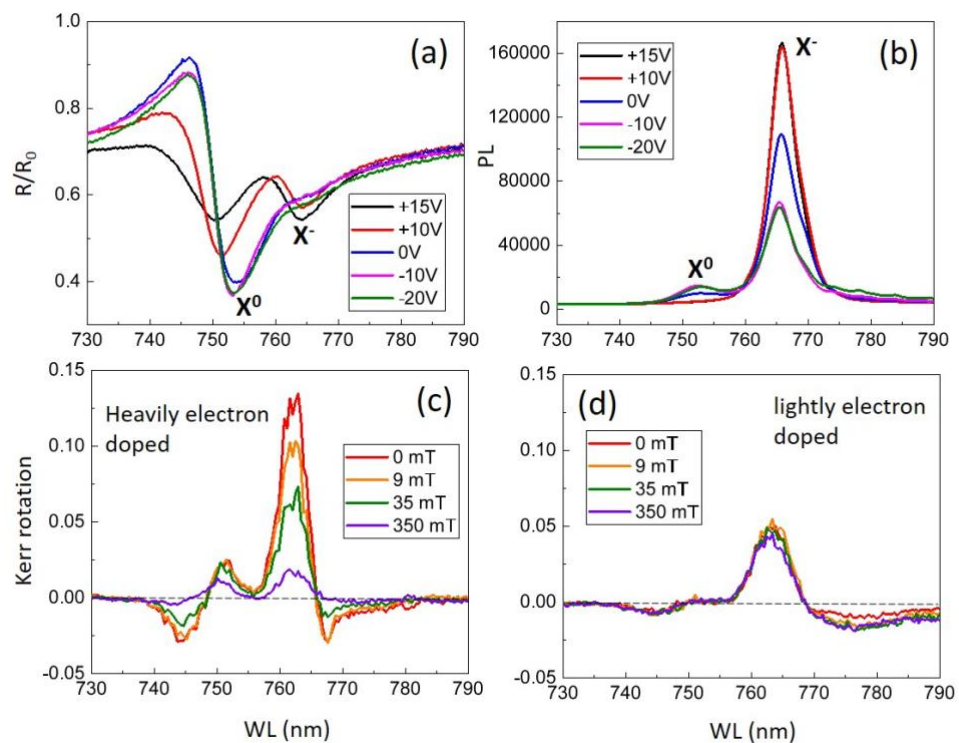 (a)
R/R₀
1.0
0.8
0.6
0.4
X⁰
X⁻
+15V
+10V
0V
-10V
-20V
730 740 750 760 770 780 790
(b)
PL
160000
120000
80000
40000
0
+15V
+10V
0V
-10V
-20V
X⁰
X⁻
730 740 750 760 770 780 790
(c)
Kerr rotation
0.15
0.10
0.05
0.00
-0.05
Heavily electron
doped
0 mT
9 mT
35 mT
350 mT
730 740 750 760 770 780 790
WL (nm)
(d)
0.15
0.10
0.05
0.00
-0.05
lightly electron
doped
0 mT
9 mT
35 mT
350 mT
730 740 750 760 770 780 790
WL (nm)